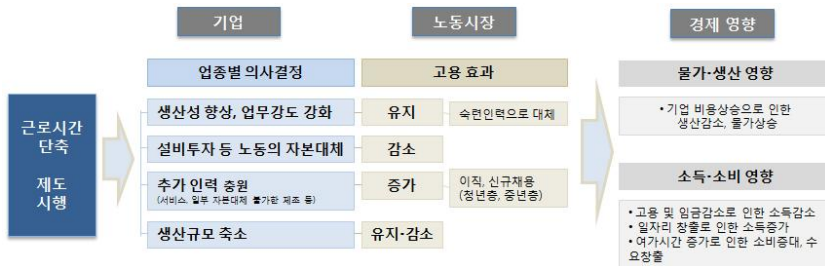 기업
노동시장
경제 영향
업종별 의사결정
고용 효과
물가·생산 영향
근로시간
단축
제도
시행
생산성 향상, 업무강도 강화
유지
숙련인력으로 대체
설비투자 등 노동의 자본대체
감소
추가 인력 충원
(서비스, 일부 자본대체 불가한 제조 등)
증가
이직, 신규채용
(청년층, 중년층)
생산규모 축소
유지·감소
• 기업 비용상승으로 인한
생산감소, 물가상승
소득·소비 영향
• 고용 및 임금감소로 인한 소득감소
• 일자리 창출로 인한 소득증가
• 여가시간 증가로 인한 소비증대, 수
요창출